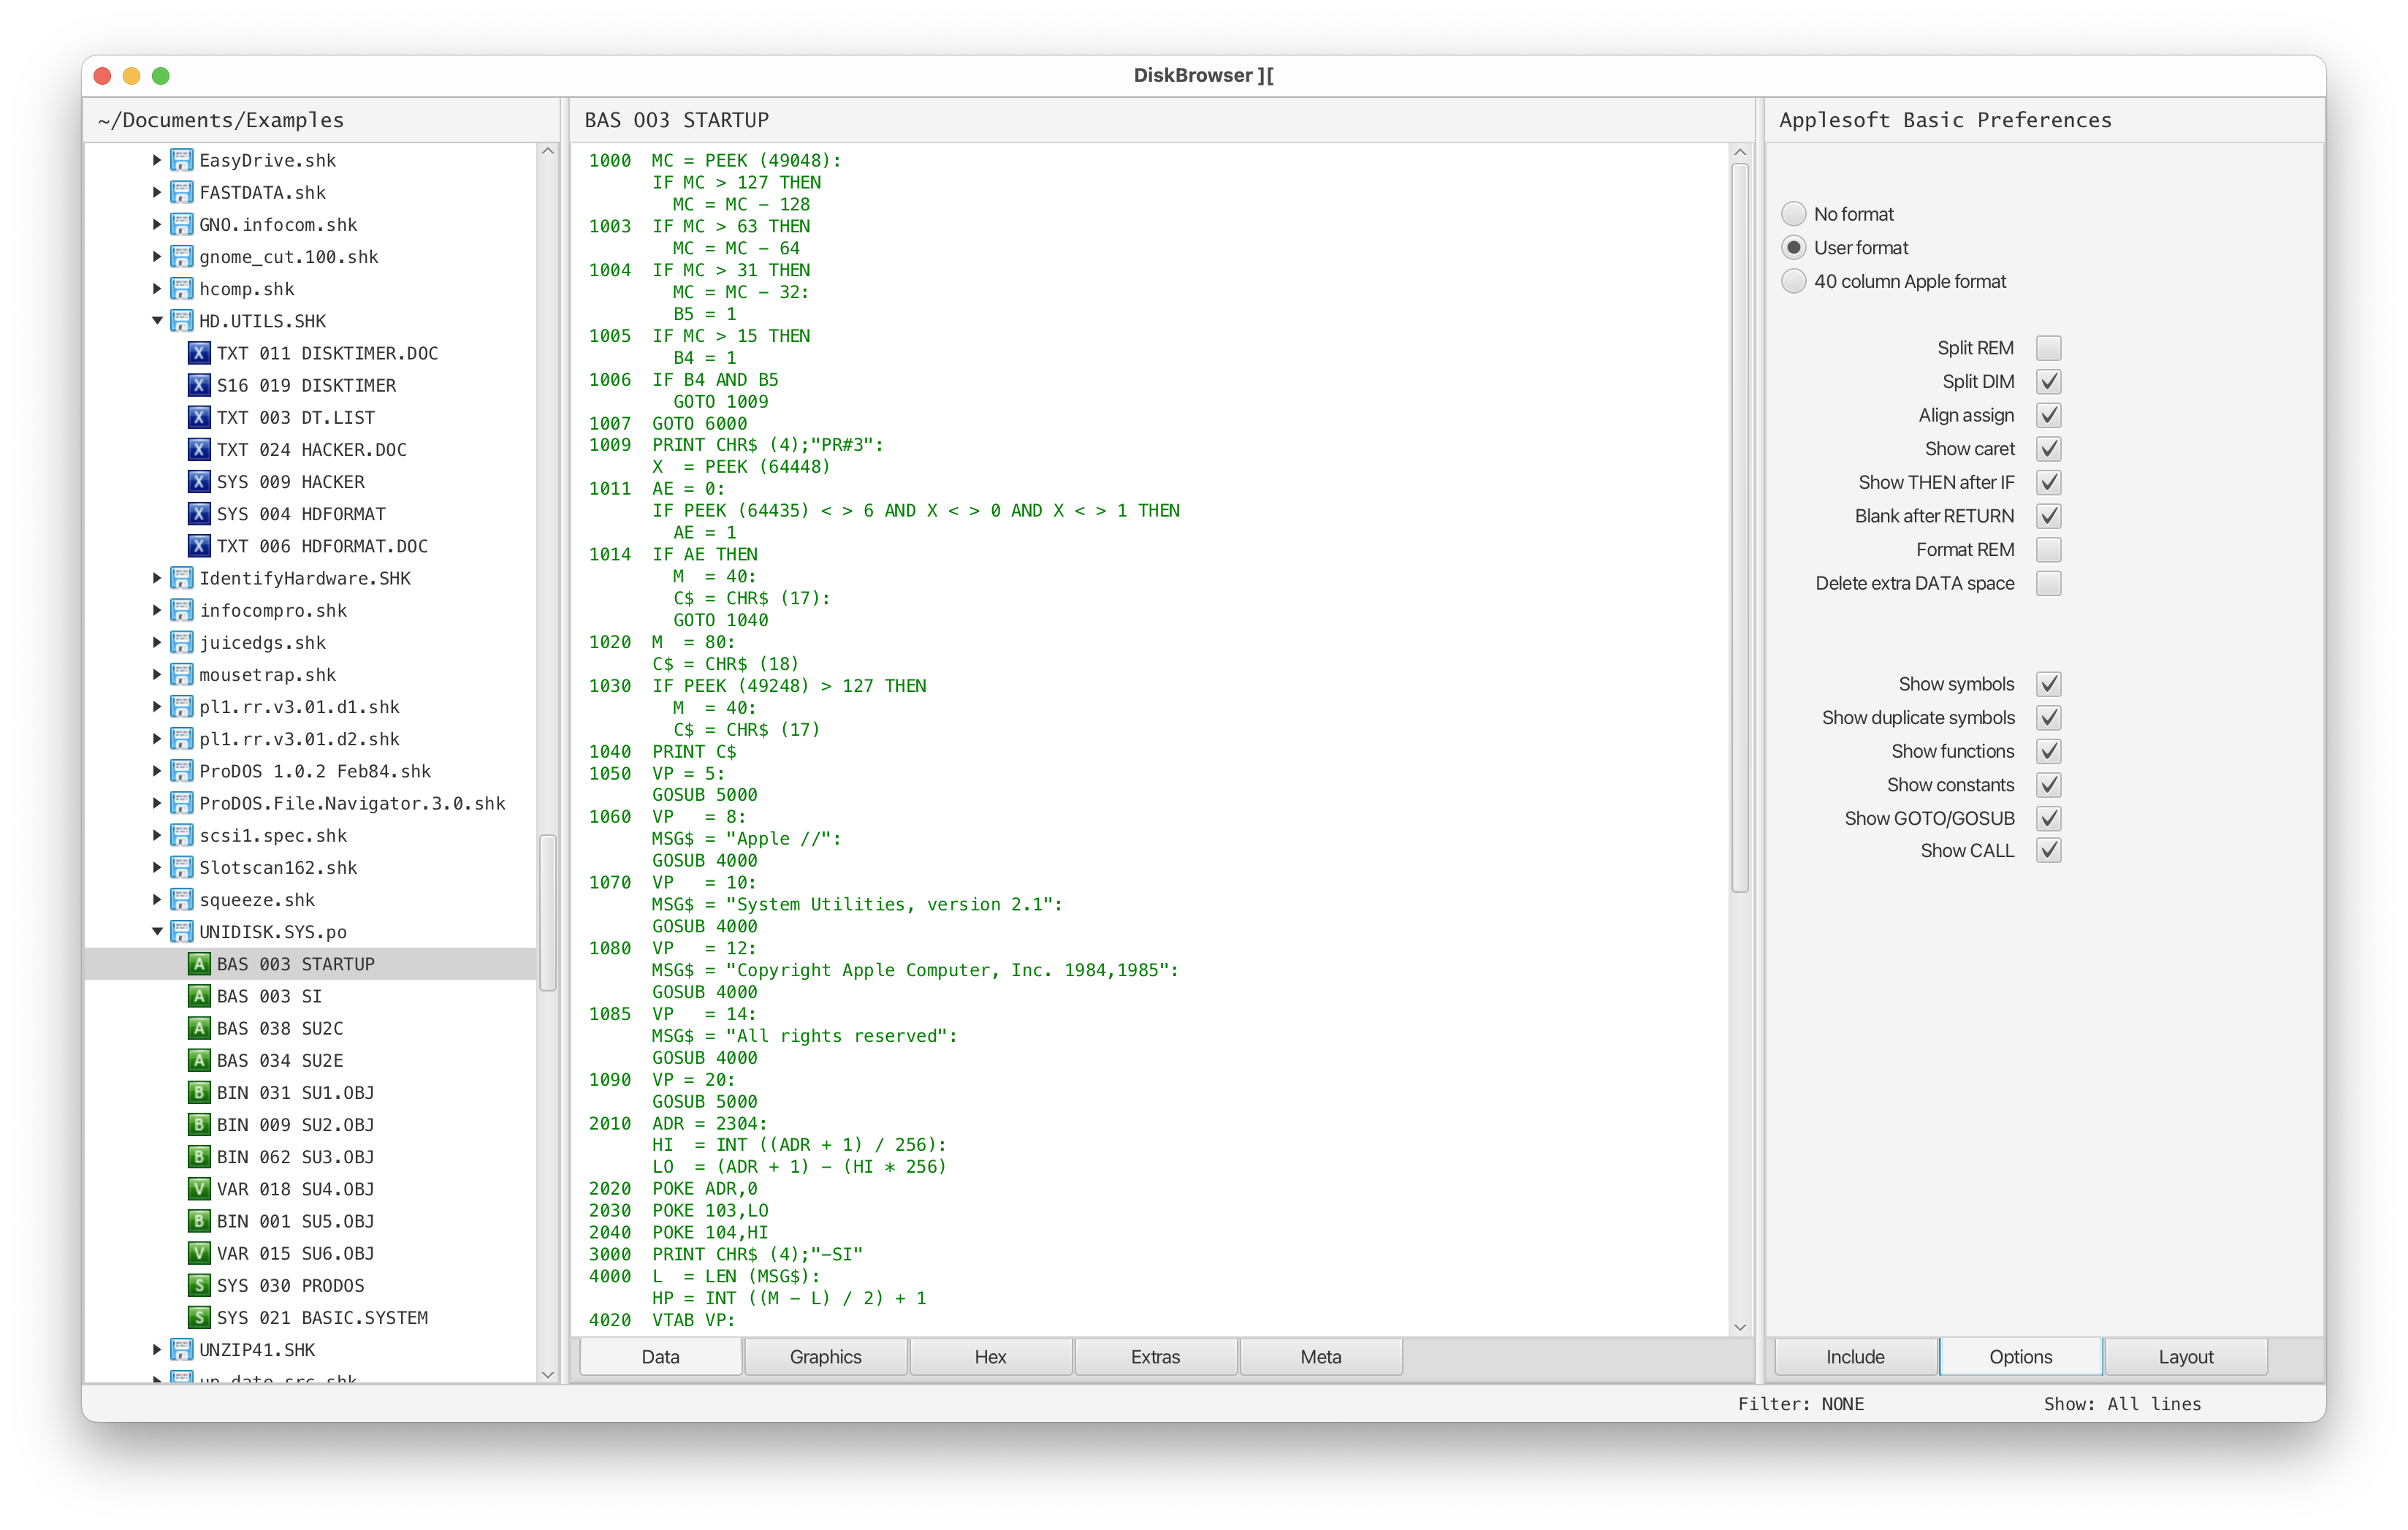 DiskBrowser ][
~/Documents/Examples
EasyDrive.shk
FASTDATA.shk
GNO.infocom.shk
gnome_cut.100.shk
hcomp.shk
HD.UTILS.SHK
X TXT 011 DISKTIMER.DOC
X S16 019 DISKTIMER
X TXT 003 DT.LIST
X TXT 024 HACKER.DOC
X SYS 009 HACKER
X SYS 004 HDFORMAT
X TXT 006 HDFORMAT.DOC
IdentifyHardware.SHK
infocompro.shk
juicedgs.shk
mousetrap.shk
pl1.rr.v3.01.d1.shk
pl1.rr.v3.01.d2.shk
ProDOS 1.0.2 Feb84.shk
ProDOS.File.Navigator.3.0.shk
scsi1.spec.shk
Slotscan162.shk
squeeze.shk
UNIDISK.SYS.po
A BAS 003 STARTUP
A BAS 003 SI
A BAS 038 SU2C
A BAS 034 SU2E
B BIN 031 SU1.OBJ
B BIN 009 SU2.OBJ
B BIN 062 SU3.OBJ
V VAR 018 SU4.OBJ
B BIN 001 SU5.OBJ
V VAR 015 SU6.OBJ
S SYS 030 PRODOS
S SYS 021 BASIC.SYSTEM
UNZIP41.SHK
up.date.src.shk
BAS 003 STARTUP
1000  MC = PEEK (49048):
      IF MC > 127 THEN
        MC = MC - 128
1003  IF MC > 63 THEN
        MC = MC - 64
1004  IF MC > 31 THEN
        MC = MC - 32:
        B5 = 1
1005  IF MC > 15 THEN
        B4 = 1
1006  IF B4 AND B5
        GOTO 1009
1007  GOTO 6000
1009  PRINT CHR$ (4);"PR#3":
      X  = PEEK (64448)
1011  AE = 0:
      IF PEEK (64435) < > 6 AND X < > 0 AND X < > 1 THEN
        AE = 1
1014  IF AE THEN
        M  = 40:
        C$ = CHR$ (17):
        GOTO 1040
1020  M  = 80:
      C$ = CHR$ (18)
1030  IF PEEK (49248) > 127 THEN
        M  = 40:
        C$ = CHR$ (17)
1040  PRINT C$
1050  VP = 5:
      GOSUB 5000
1060  VP   = 8:
      MSG$ = "Apple //":
      GOSUB 4000
1070  VP   = 10:
      MSG$ = "System Utilities, version 2.1":
      GOSUB 4000
1080  VP   = 12:
      MSG$ = "Copyright Apple Computer, Inc. 1984,1985":
      GOSUB 4000
1085  VP   = 14:
      MSG$ = "All rights reserved":
      GOSUB 4000
1090  VP = 20:
      GOSUB 5000
2010  ADR = 2304:
      HI  = INT ((ADR + 1) / 256):
      LO  = (ADR + 1) - (HI * 256)
2020  POKE ADR,0
2030  POKE 103,LO
2040  POKE 104,HI
3000  PRINT CHR$ (4);"-SI"
4000  L  = LEN (MSG$):
      HP = INT ((M - L) / 2) + 1
4020  VTAB VP:
Data
Graphics
Hex
Extras
Meta
Applesoft Basic Preferences
No format
User format
40 column Apple format
Split REM
Split DIM
Align assign
Show caret
Show THEN after IF
Blank after RETURN
Format REM
Delete extra DATA space
Show symbols
Show duplicate symbols
Show functions
Show constants
Show GOTO/GOSUB
Show CALL
Include
Options
Layout
Filter: NONE
Show: All lines